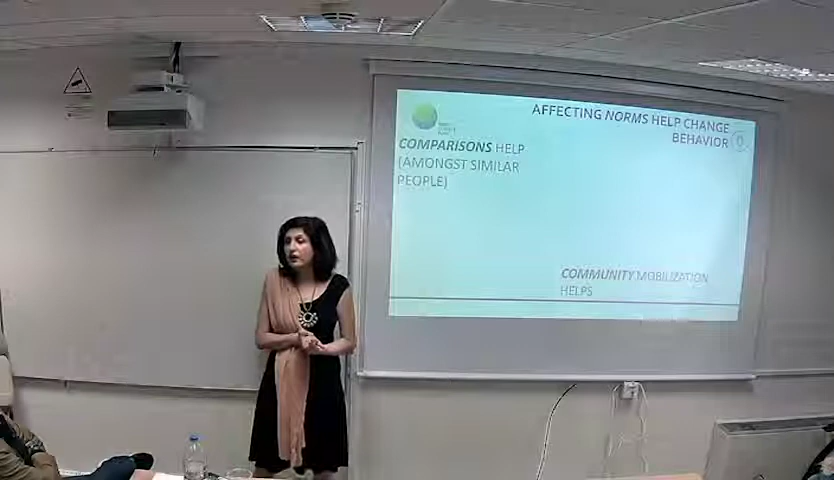 AFFECTING NORMS HELP CHANGE
BEHAVIOR
COMPARISONS HELP
(AMONGST SIMILAR
PEOPLE)
COMMUNITY MOBILIZATION
HELPS